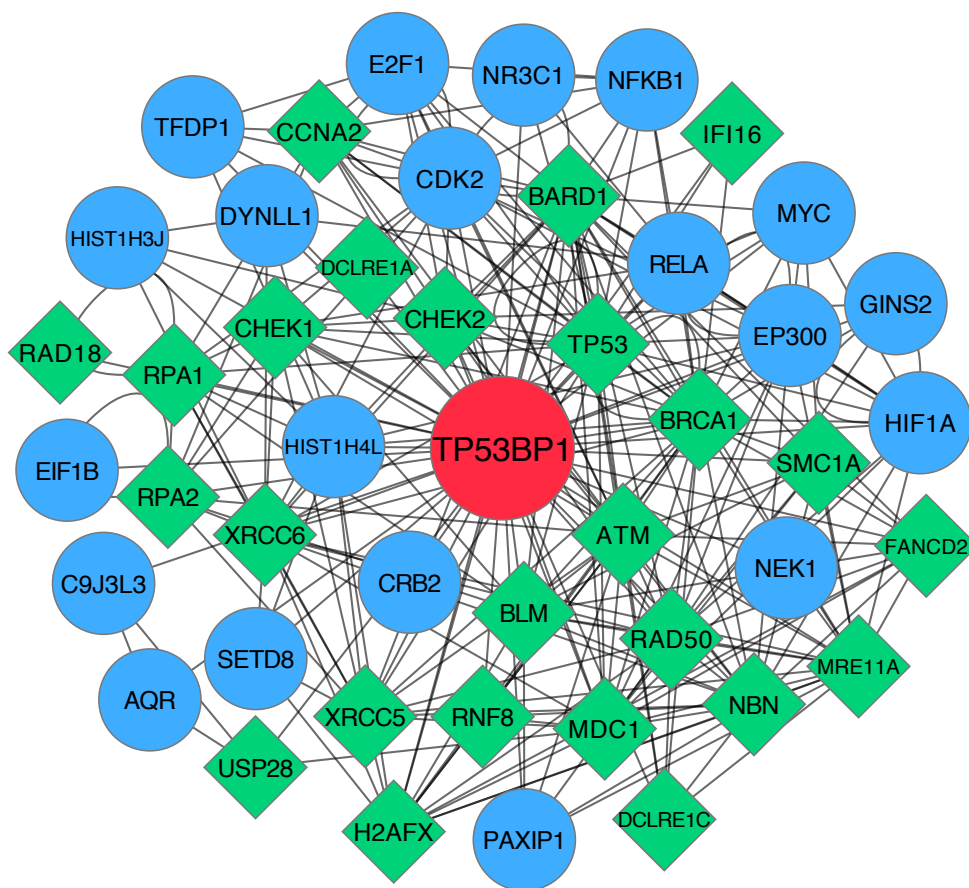 E2F1
NR3C1
NFKB1
TFDP1
CCNA2
IFI16
CDK2
BARD1
MYC
DYNLL1
HIST1H3J
DCLRE1A
RELA
GINS2
CHEK1
CHEK2
TP53
EP300
RAD18
RPA1
BRCA1
HIF1A
HIST1H4L
TP53BP1
SMC1A
EIF1B
RPA2
XRCC6
ATM
FANCD2
C9J3L3
CRB2
NEK1
BLM
SETD8
RAD50
MRE11A
AQR
XRCC5
RNF8
MDC1
NBN
USP28
H2AFX
PAXIP1
DCLRE1C